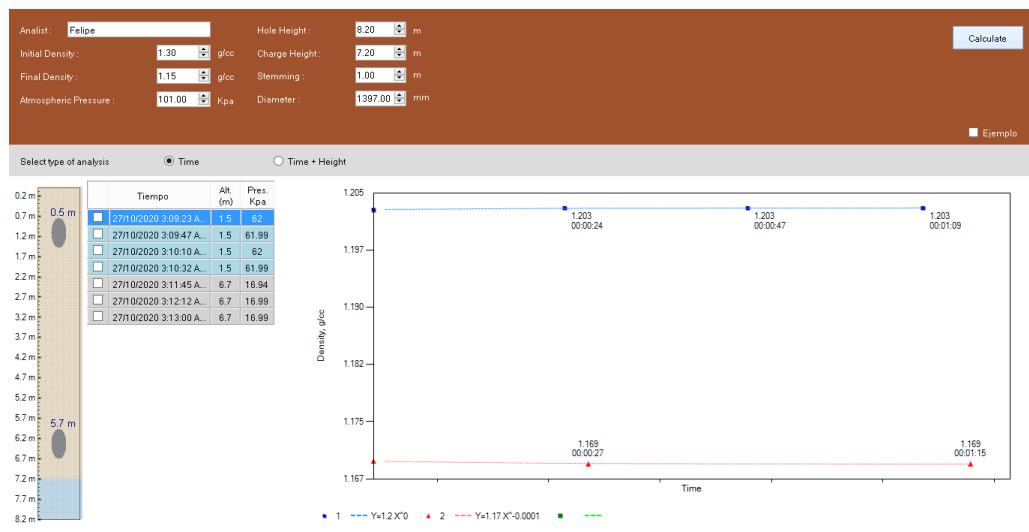 Analist : Felipe Hole Height : 8.20 m
Calculate
Initial Density : 1.30 g/cc Charge Height : 7.20 m
Final Density : 1.15 g/cc Stemming : 1.00 m
Atmospheric Pressure : 101.00 Kpa Diameter : 1397.00 mm
Ejemplo
Select type of analysis Time Time + Height
0.2 m
0.7 m
1.2 m
1.7 m
2.2 m
2.7 m
3.2 m
3.7 m
4.2 m
4.7 m
5.2 m
5.7 m
6.2 m
6.7 m
7.2 m
7.7 m
8.2 m
0.5 m
5.7 m
Tiempo Alt. (m) Pres. Kpa
27/10/2020 3:09:23 A... 1.5 62
27/10/2020 3:09:47 A... 1.5 61.99
27/10/2020 3:10:10 A... 1.5 62
27/10/2020 3:10:32 A... 1.5 61.99
27/10/2020 3:11:45 A... 6.7 16.94
27/10/2020 3:12:12 A... 6.7 16.99
27/10/2020 3:13:00 A... 6.7 16.99
Density, g/cc
1.205
1.197
1.190
1.182
1.175
1.167
1.203 1.203 1.203
00:00:24 00:00:47 00:01:09
1.169 1.169
00:00:27 00:01:15
Time
1 Y=1.2 X^0 2 Y=1.17 X^-0.0001